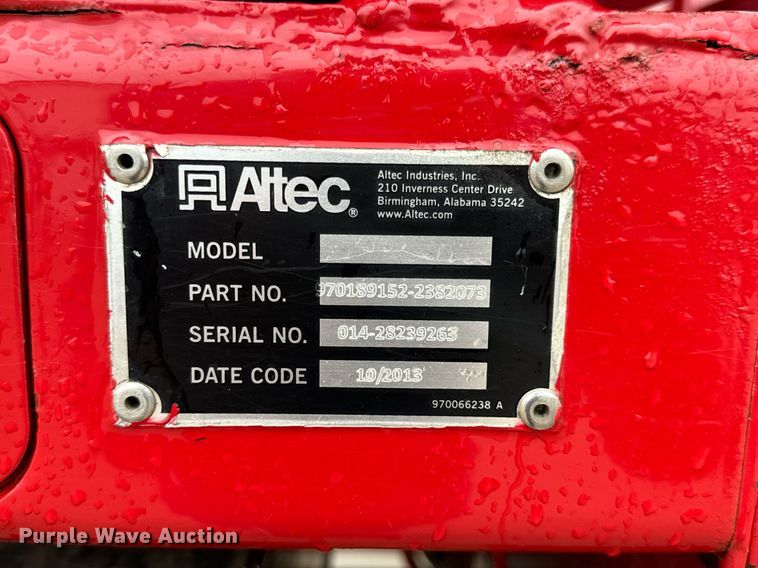 Altec®
Altec Industries, Inc.
210 Inverness Center Drive
Birmingham, Alabama 35242
www.Altec.com
MODEL
PART NO. 970189152-2382073
SERIAL NO. 014-28239263
DATE CODE 10/2013
970066238 A
Purple Wave Auction